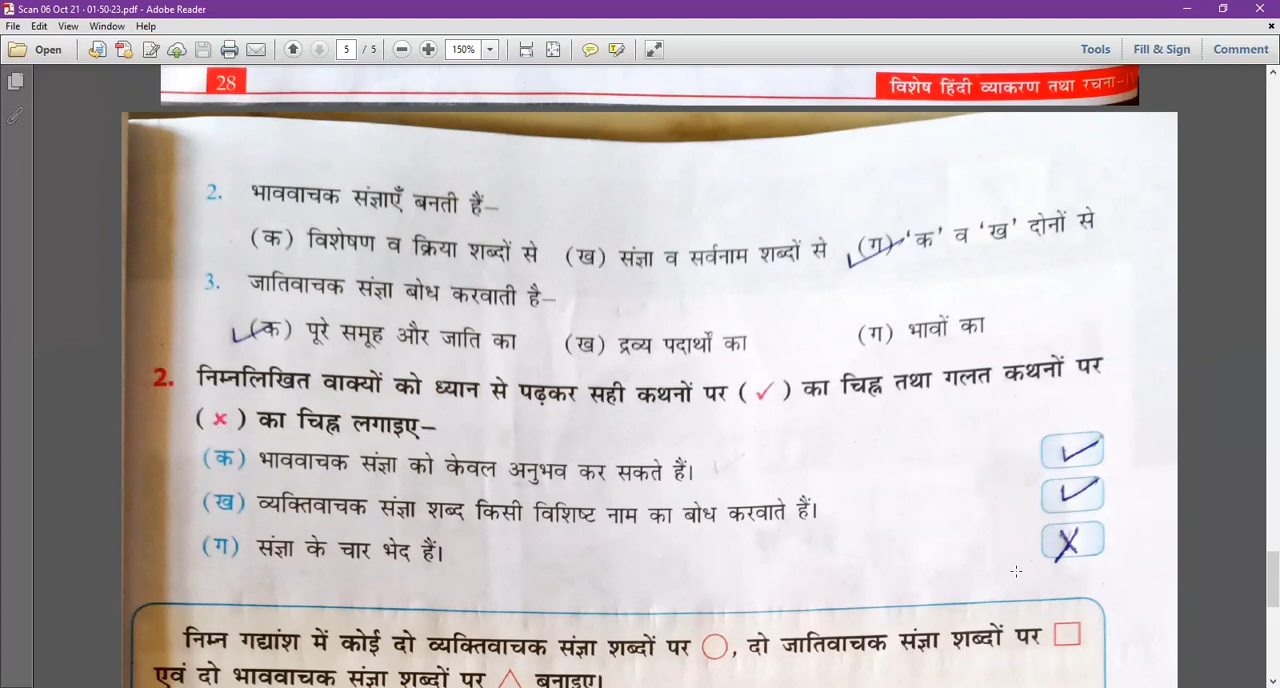 Scan 06 Oct 21 · 01-50-23.pdf - Adobe Reader
File Edit View Window Help
Open 5 / 5 150% Tools Fill & Sign Comment
28 विशेष हिंदी व्याकरण तथा रचना-IV
2. भाववाचक संज्ञाएँ बनती हैं–
(क) विशेषण व क्रिया शब्दों से (ख) संज्ञा व सर्वनाम शब्दों से ✓(ग) ‘क’ व ‘ख’ दोनों से
3. जातिवाचक संज्ञा बोध करवाती है–
✓(क) पूरे समूह और जाति का (ख) द्रव्य पदार्थों का (ग) भावों का
2. निम्नलिखित वाक्यों को ध्यान से पढ़कर सही कथनों पर ( ✓ ) का चिह्न तथा गलत कथनों पर
( × ) का चिह्न लगाइए–
(क) भाववाचक संज्ञा को केवल अनुभव कर सकते हैं। ✓
(ख) व्यक्तिवाचक संज्ञा शब्द किसी विशिष्ट नाम का बोध करवाते हैं। ✓
(ग) संज्ञा के चार भेद हैं। ×
निम्न गद्यांश में कोई दो व्यक्तिवाचक संज्ञा शब्दों पर ○, दो जातिवाचक संज्ञा शब्दों पर □
एवं दो भाववाचक संज्ञा शब्दों पर △ बनाइए।